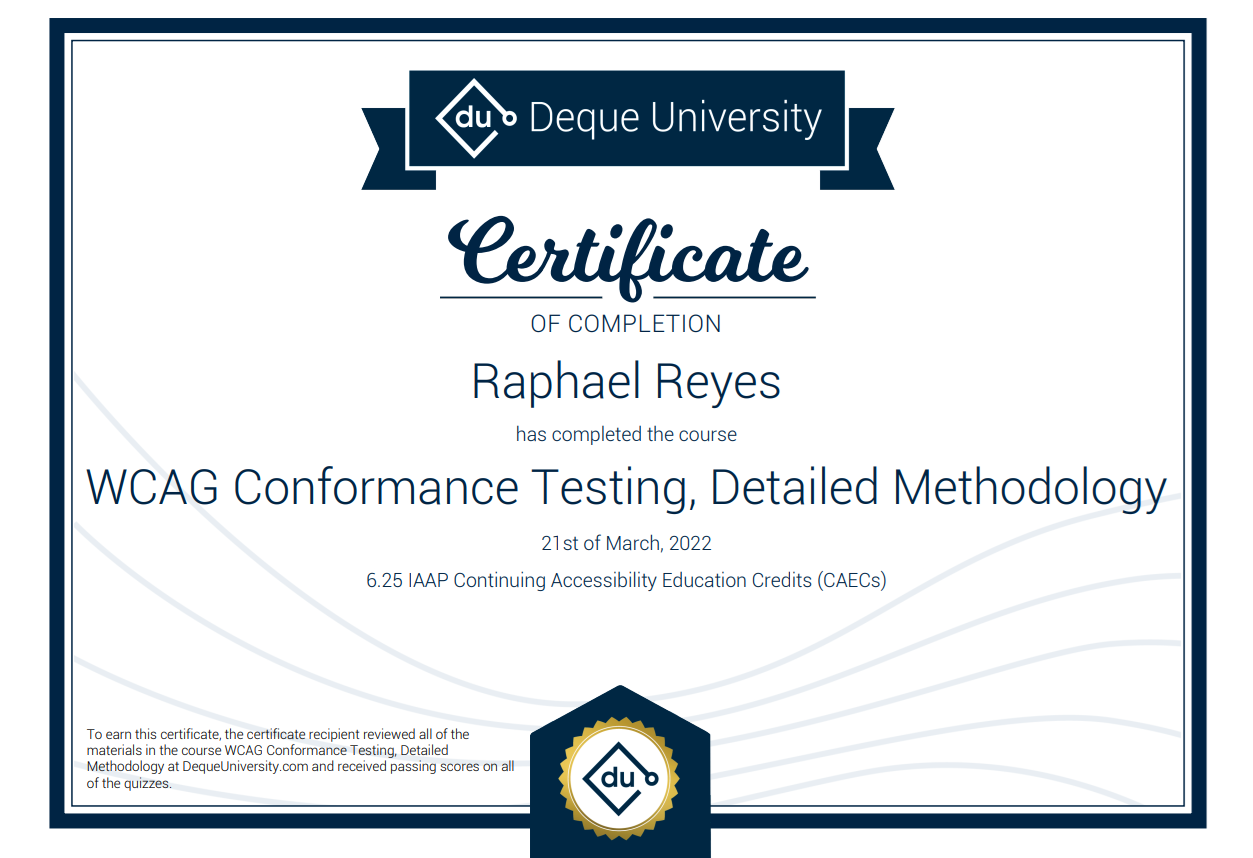 du Deque University
Certificate
OF COMPLETION
Raphael Reyes
has completed the course
WCAG Conformance Testing, Detailed Methodology
21st of March, 2022
6.25 IAAP Continuing Accessibility Education Credits (CAECs)
To earn this certificate, the certificate recipient reviewed all of the
materials in the course WCAG Conformance Testing, Detailed
Methodology at DequeUniversity.com and received passing scores on all
of the quizzes.
du